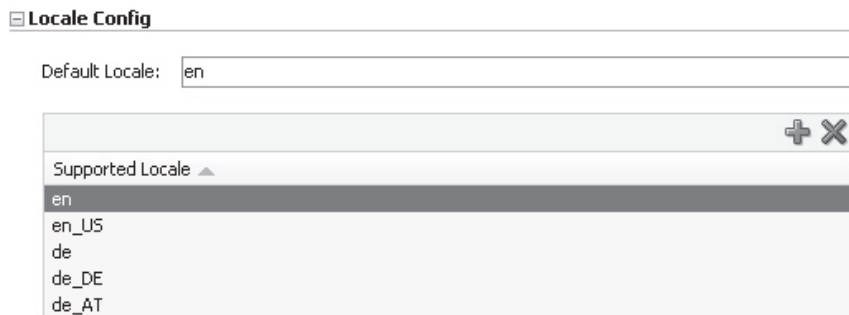 Locale Config
Default Locale: en
Supported Locale
en
en_US
de
de_DE
de_AT